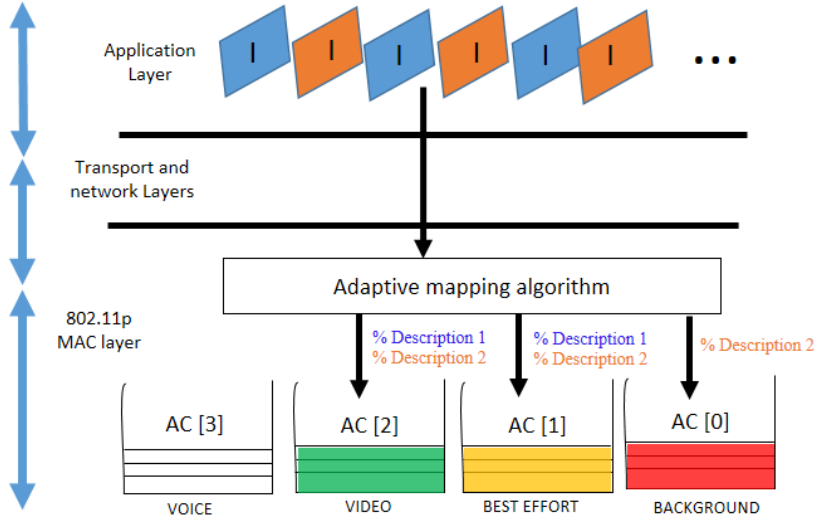 Application
Layer
I I I I I I ...
Transport and
network Layers
Adaptive mapping algorithm
802.11p
MAC layer
% Description 1
% Description 2
% Description 1
% Description 2
% Description 2
AC [3]
AC [2]
AC [1]
AC [0]
VOICE
VIDEO
BEST EFFORT
BACKGROUND